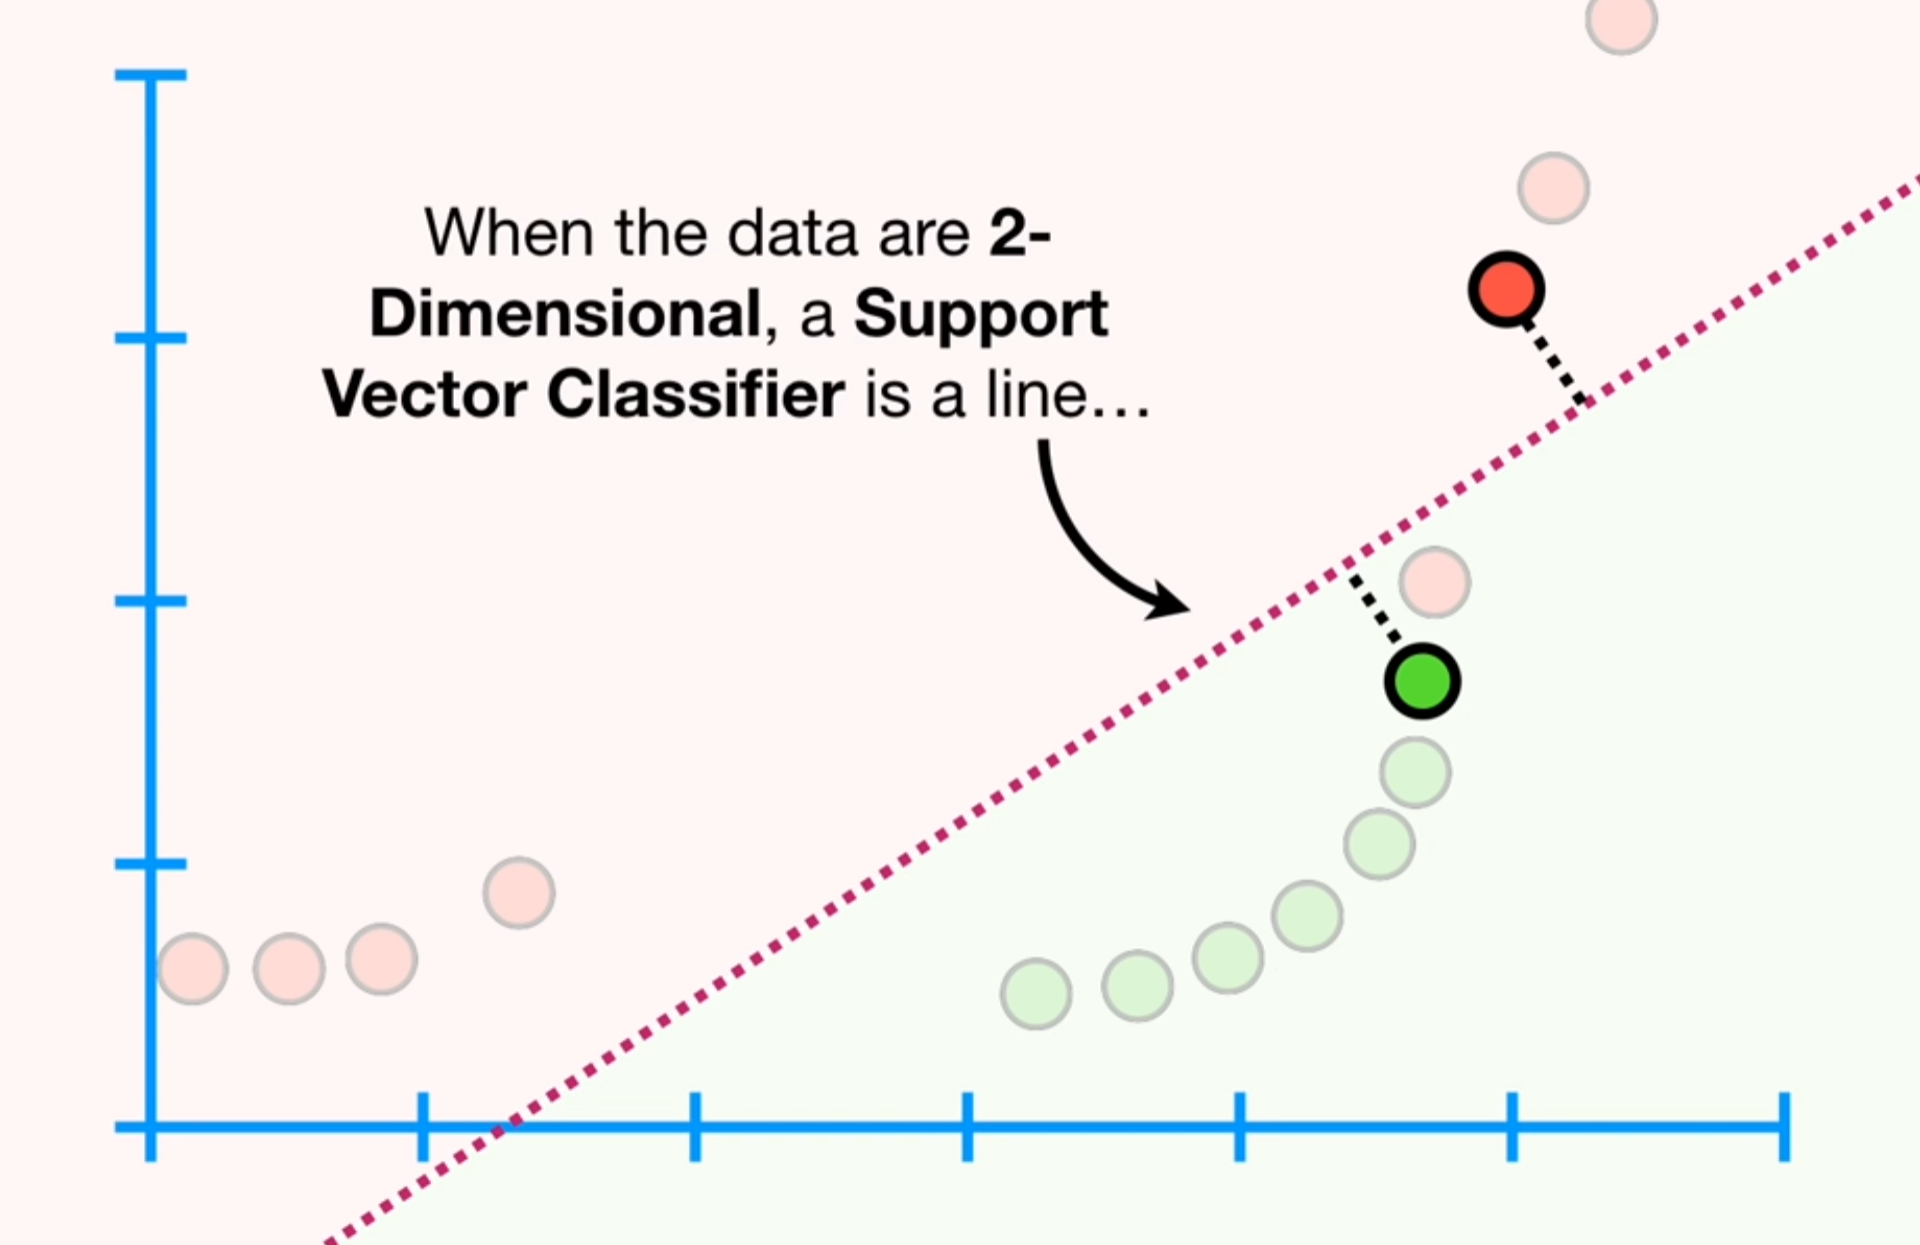 When the data are 2-
Dimensional, a Support
Vector Classifier is a line…